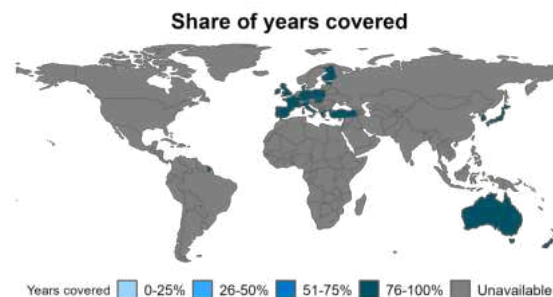 Share of years covered
Years covered 0-25% 26-50% 51-75% 76-100% Unavailable